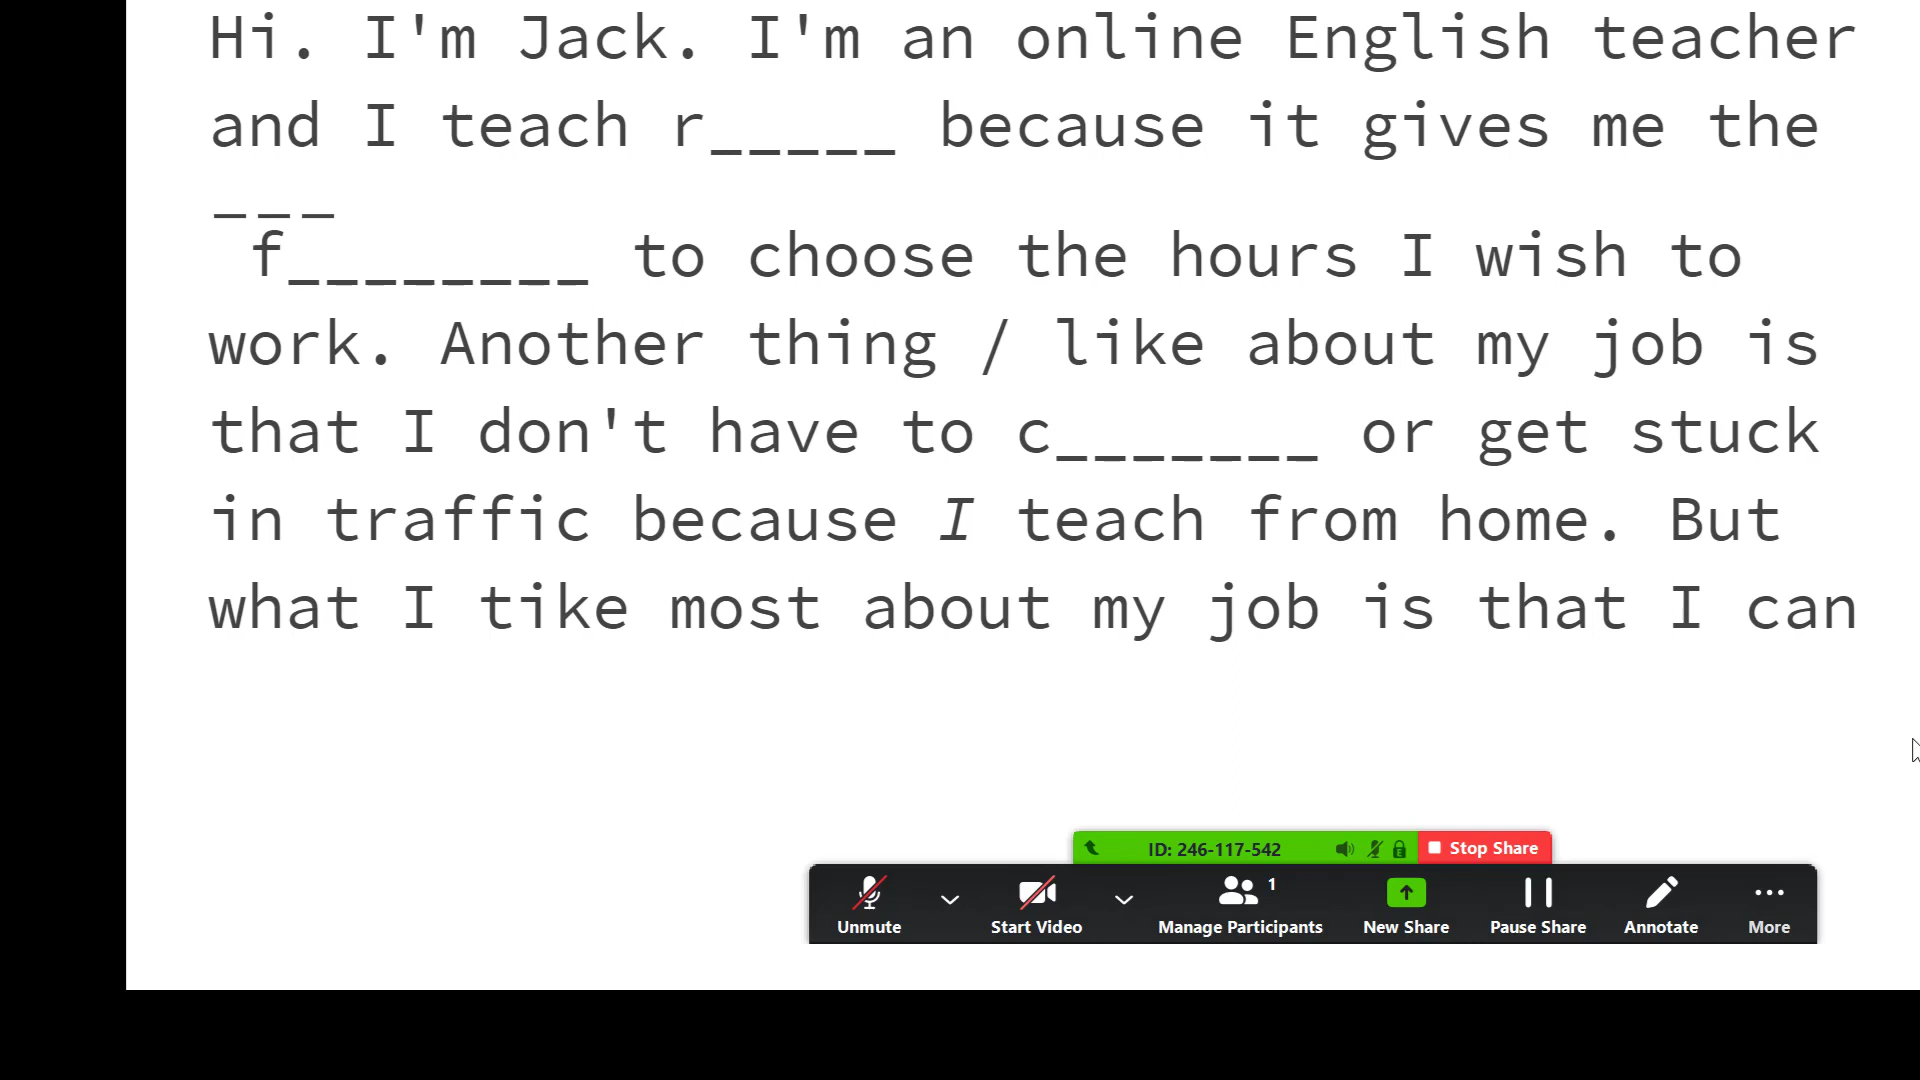 Hi. I'm Jack. I'm an online English teacher
and I teach r_____ because it gives me the
___
f________ to choose the hours I wish to
work. Another thing / like about my job is
that I don't have to c_______ or get stuck
in traffic because I teach from home. But
what I tike most about my job is that I can
ID: 246-117-542 Stop Share
Unmute Start Video Manage Participants 1 New Share Pause Share Annotate More